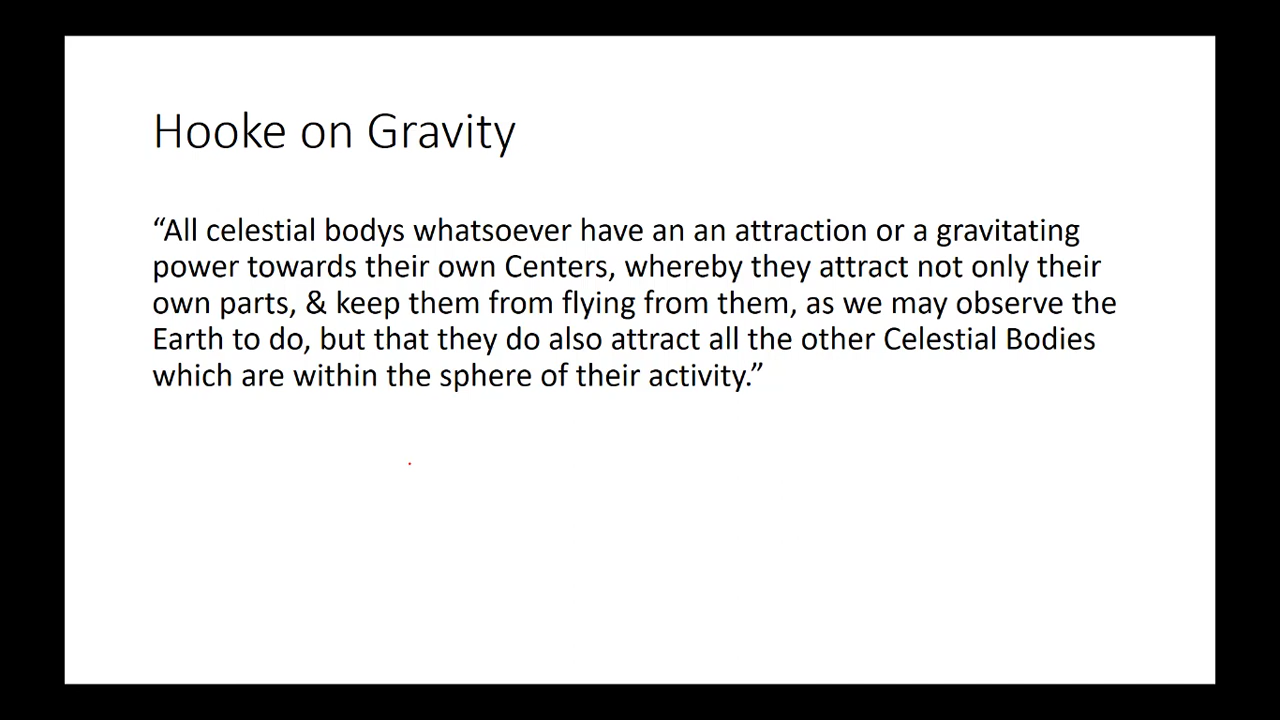 Hooke on Gravity
“All celestial bodys whatsoever have an an attraction or a gravitating
power towards their own Centers, whereby they attract not only their
own parts, & keep them from flying from them, as we may observe the
Earth to do, but that they do also attract all the other Celestial Bodies
which are within the sphere of their activity.”